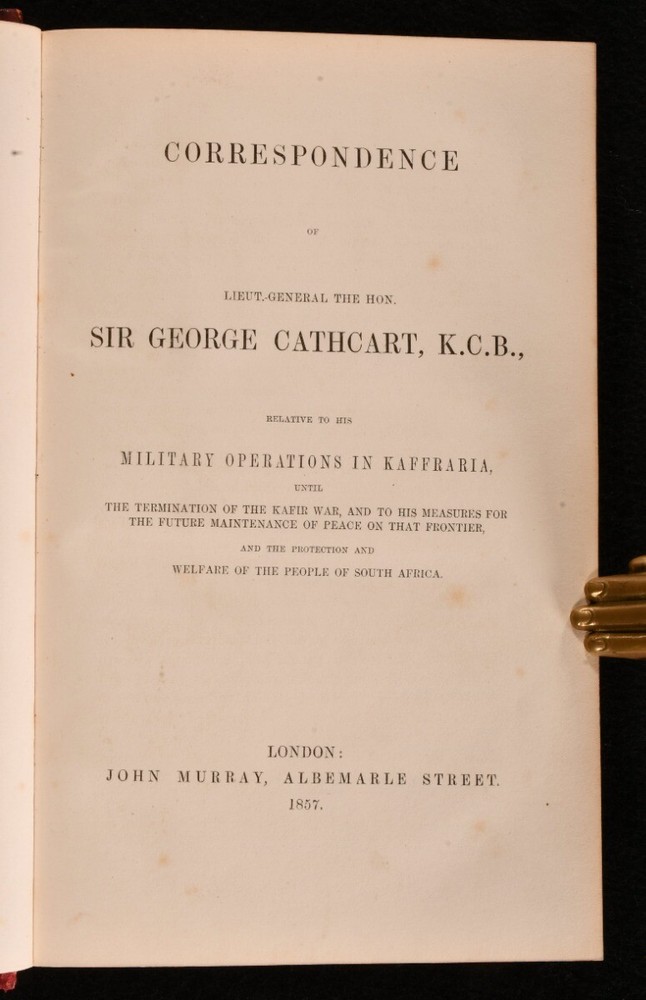 CORRESPONDENCE
OF
LIEUT.-GENERAL THE HON.
SIR GEORGE CATHCART, K.C.B.,
RELATIVE TO HIS
MILITARY OPERATIONS IN KAFFRARIA,
UNTIL
THE TERMINATION OF THE KAFIR WAR, AND TO HIS MEASURES FOR
THE FUTURE MAINTENANCE OF PEACE ON THAT FRONTIER,
AND THE PROTECTION AND
WELFARE OF THE PEOPLE OF SOUTH AFRICA.
LONDON:
JOHN MURRAY, ALBEMARLE STREET.
1857.